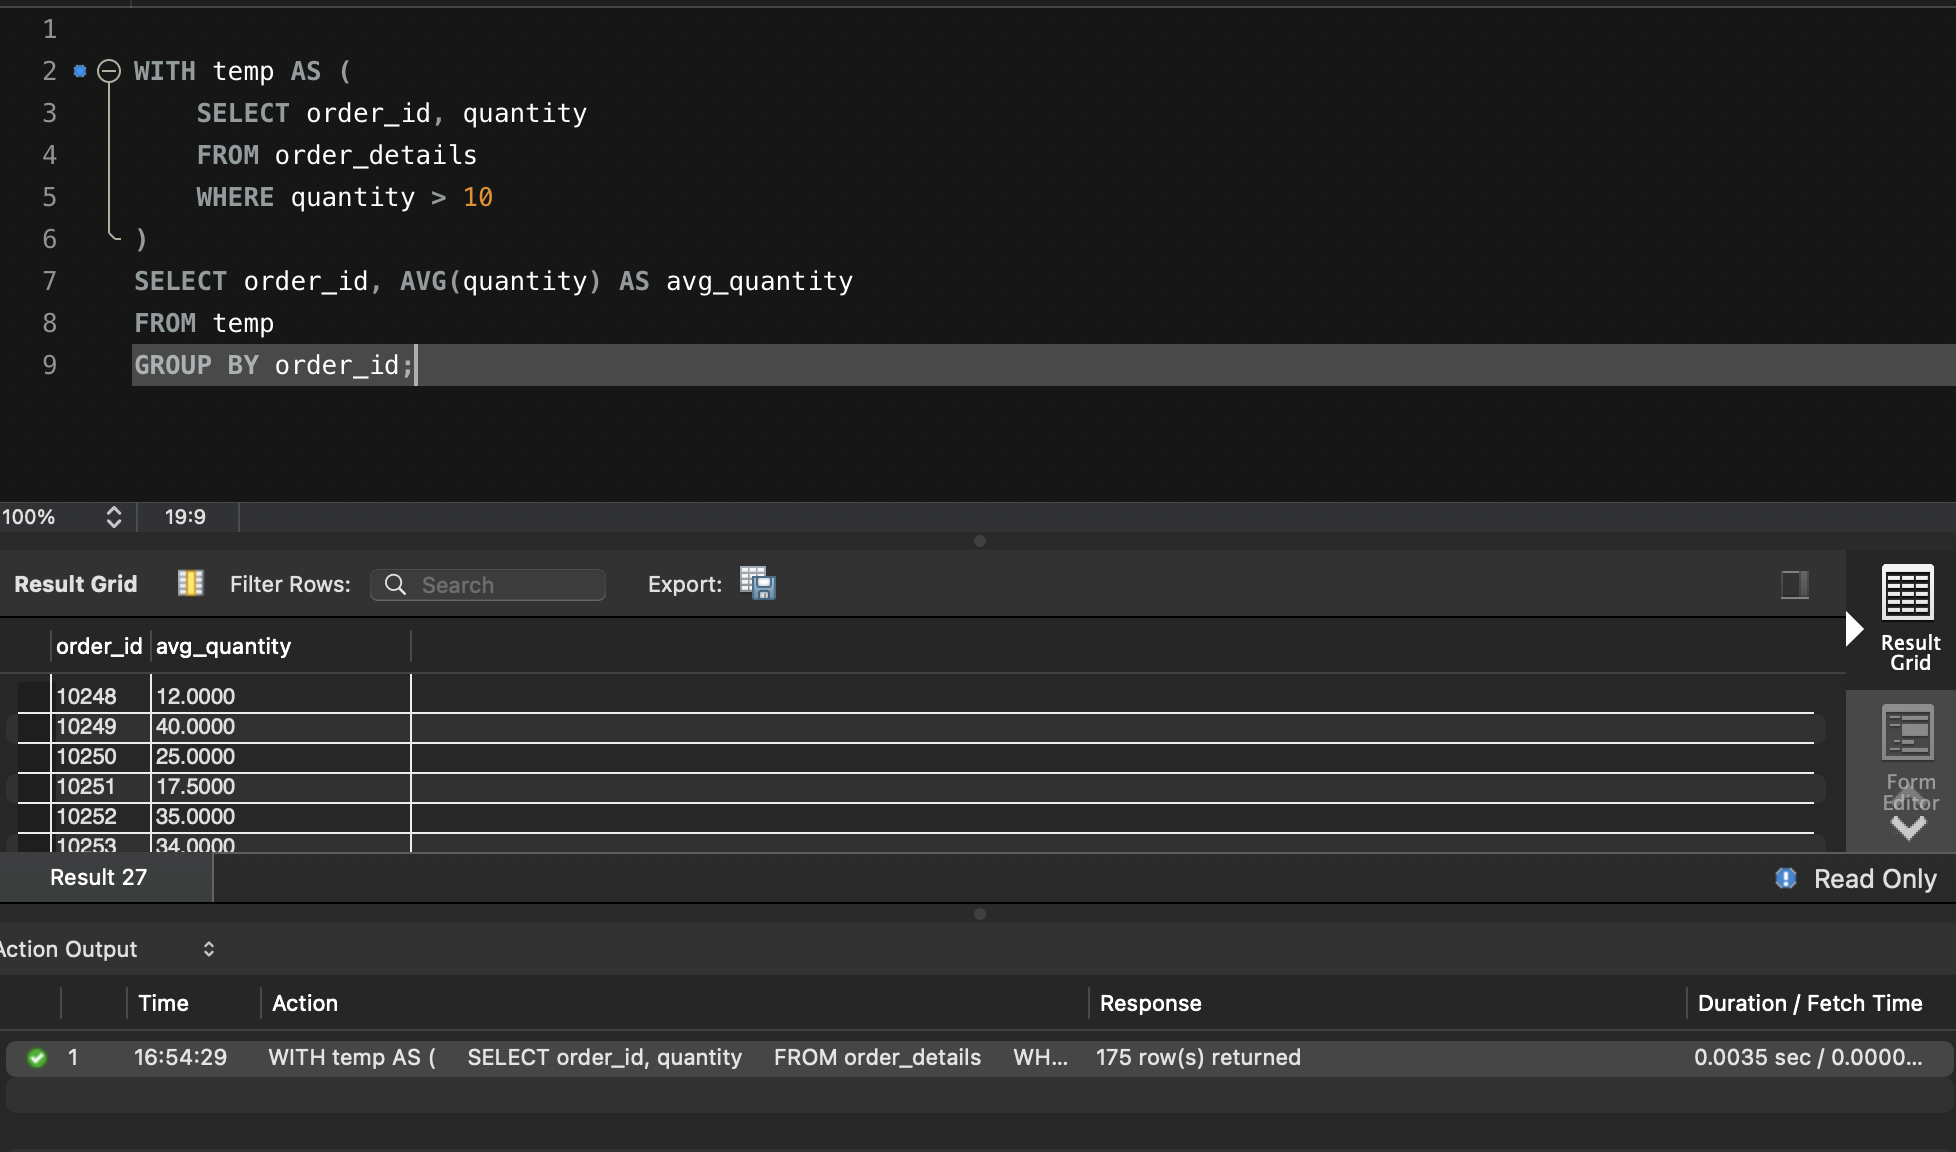 1
2 WITH temp AS (
3 SELECT order_id, quantity
4 FROM order_details
5 WHERE quantity > 10
6 )
7 SELECT order_id, AVG(quantity) AS avg_quantity
8 FROM temp
9 GROUP BY order_id;
100% 19:9
Result Grid Filter Rows: Search Export:
Result
Grid
order_id avg_quantity
10248 12.0000
10249 40.0000
10250 25.0000
10251 17.5000
10252 35.0000
10253 34.0000
Form
Editor
Result 27 Read Only
Action Output
Time Action Response Duration / Fetch Time
1 16:54:29 WITH temp AS ( SELECT order_id, quantity FROM order_details WH... 175 row(s) returned 0.0035 sec / 0.0000...